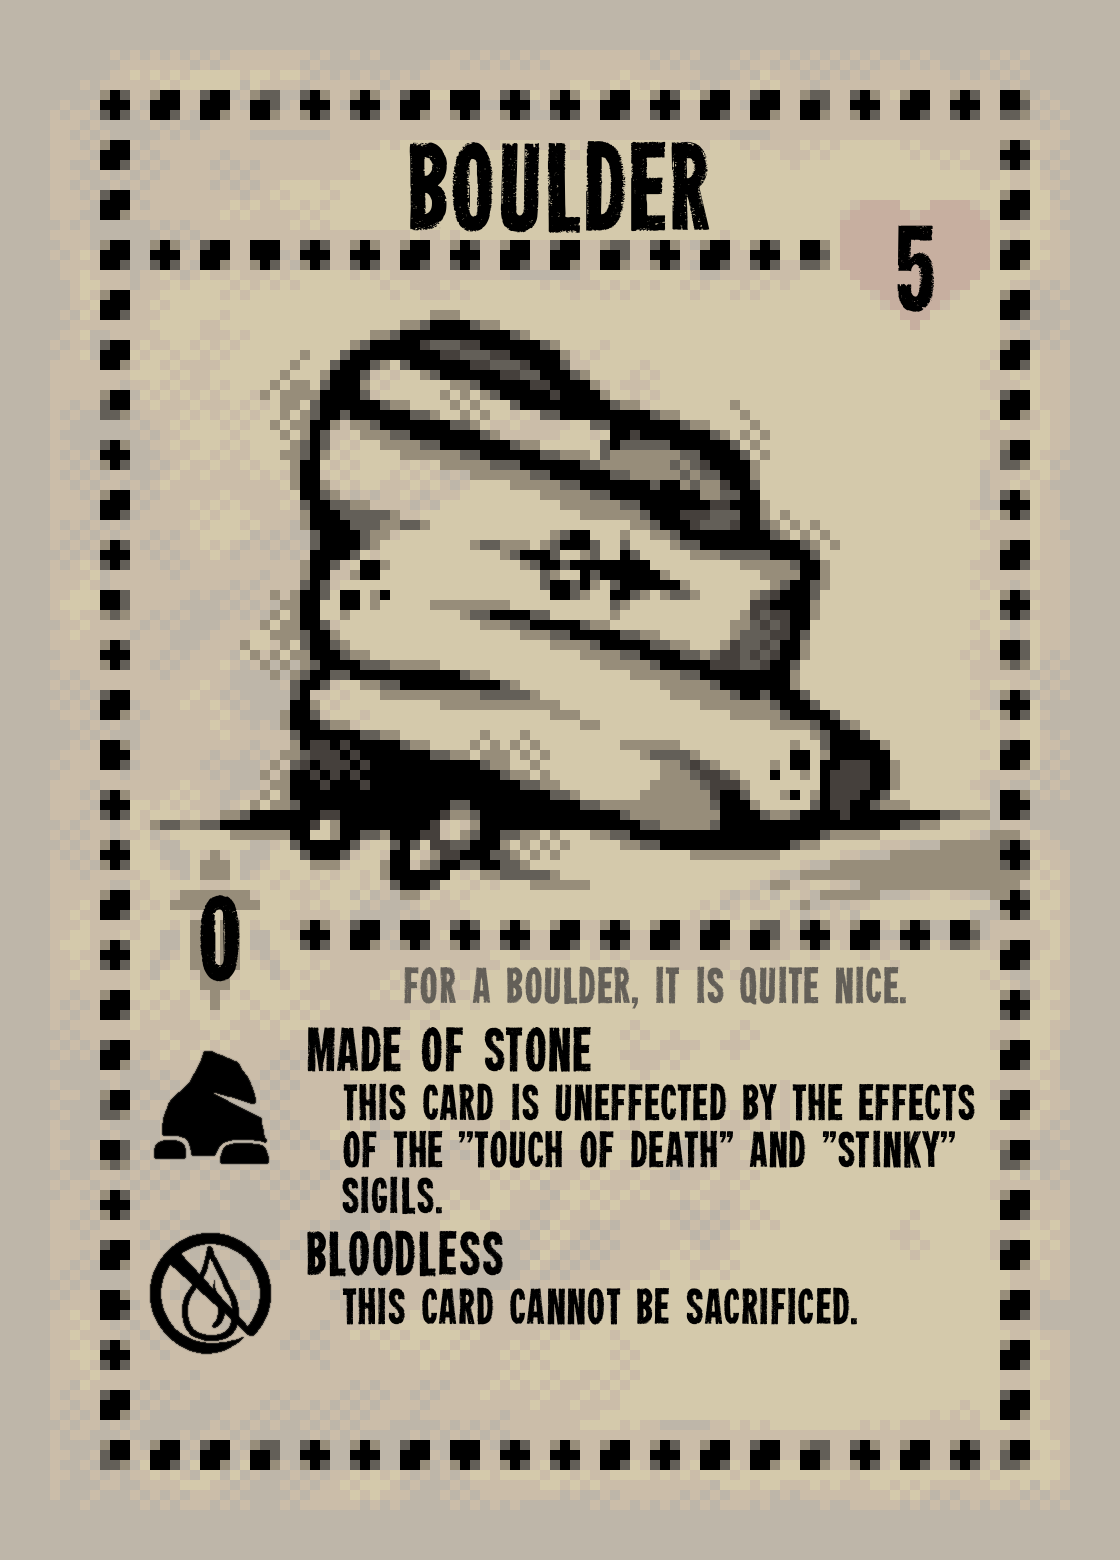 BOULDER
5
0
FOR A BOULDER, IT IS QUITE NICE.
MADE OF STONE
THIS CARD IS UNEFFECTED BY THE EFFECTS
OF THE "TOUCH OF DEATH" AND "STINKY"
SIGILS.
BLOODLESS
THIS CARD CANNOT BE SACRIFICED.